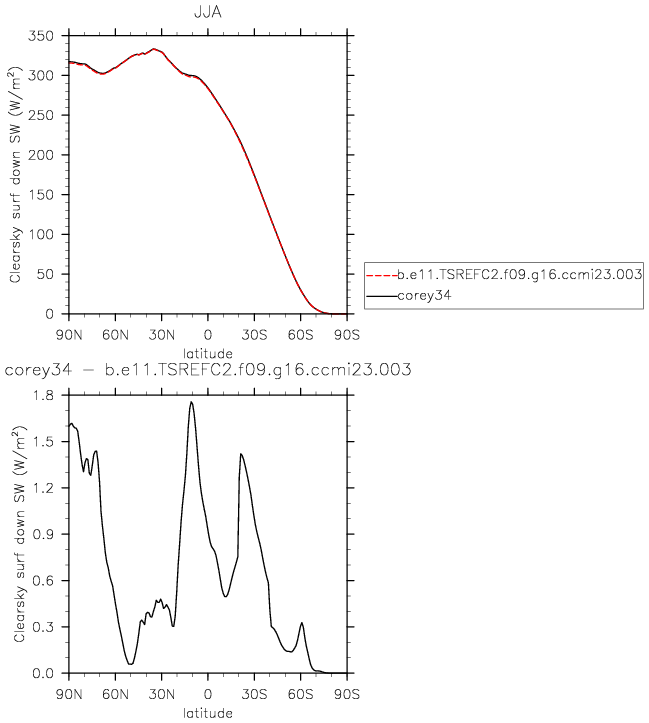 JJA
350
300
250
200
150
100
50
0
Clearsky surf down SW (W/m²)
90N 60N 30N 0 30S 60S 90S
latitude
b.e11.TSREFC2.f09.g16.ccmi23.003
corey34
corey34 – b.e11.TSREFC2.f09.g16.ccmi23.003
1.8
1.5
1.2
0.9
0.6
0.3
0.0
Clearsky surf down SW (W/m²)
90N 60N 30N 0 30S 60S 90S
latitude